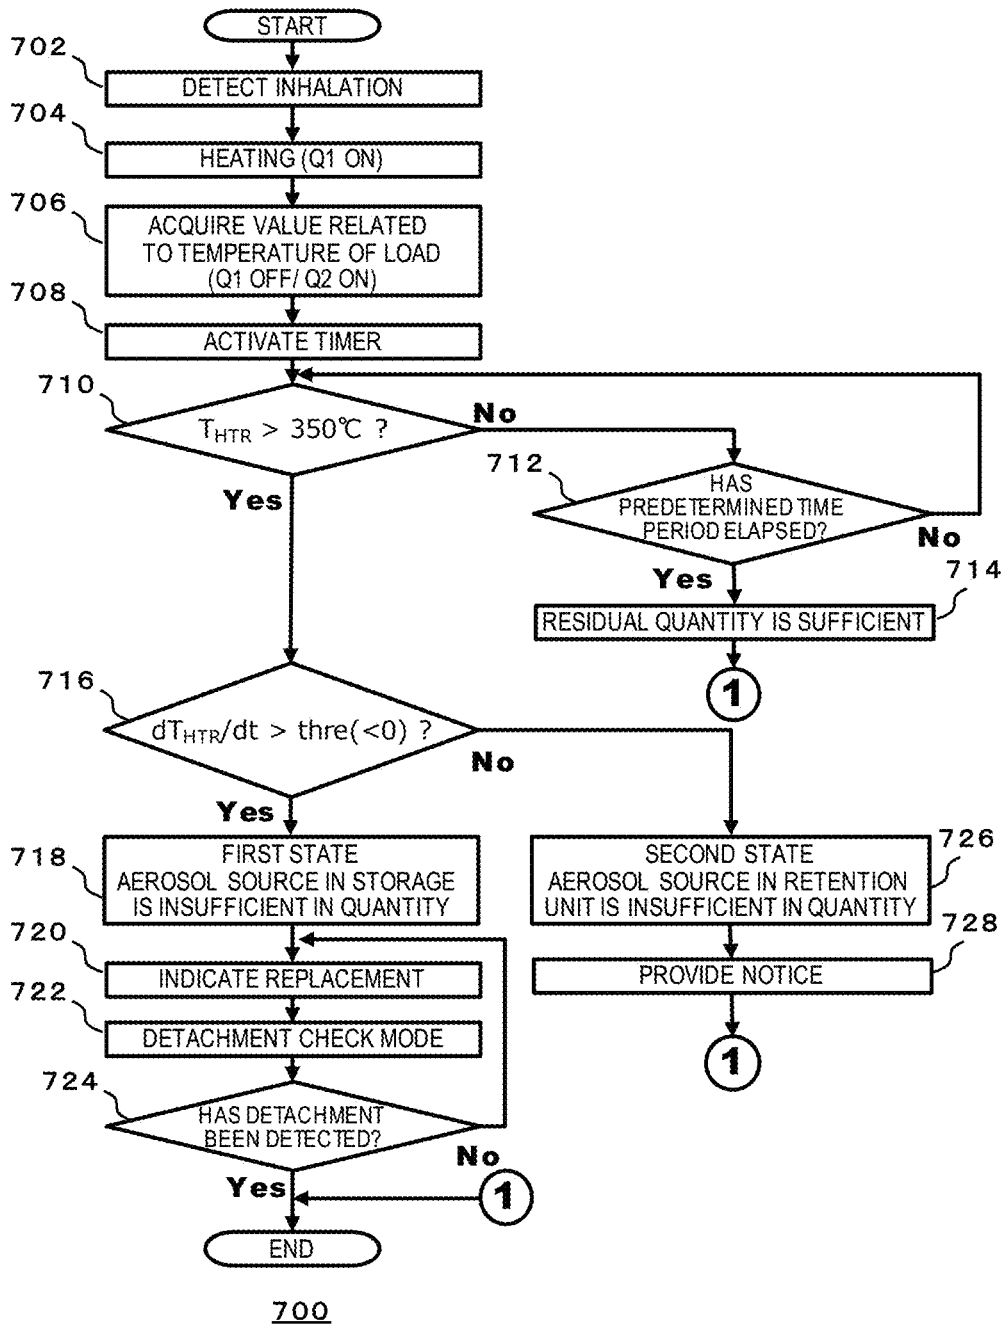 START
702
DETECT INHALATION
704
HEATING (Q1 ON)
706
ACQUIRE VALUE RELATED
TO TEMPERATURE OF LOAD
(Q1 OFF/ Q2 ON)
708
ACTIVATE TIMER
710
THTR > 350℃ ?
No
Yes
712
HAS
PREDETERMINED TIME
PERIOD ELAPSED?
No
Yes
714
RESIDUAL QUANTITY IS SUFFICIENT
1
716
dTHTR/dt > thre(<0) ?
No
Yes
718
FIRST STATE
AEROSOL SOURCE IN STORAGE
IS INSUFFICIENT IN QUANTITY
726
SECOND STATE
AEROSOL SOURCE IN RETENTION
UNIT IS INSUFFICIENT IN QUANTITY
720
INDICATE REPLACEMENT
728
PROVIDE NOTICE
1
722
DETACHMENT CHECK MODE
724
HAS DETACHMENT
BEEN DETECTED?
No
Yes
1
END
700